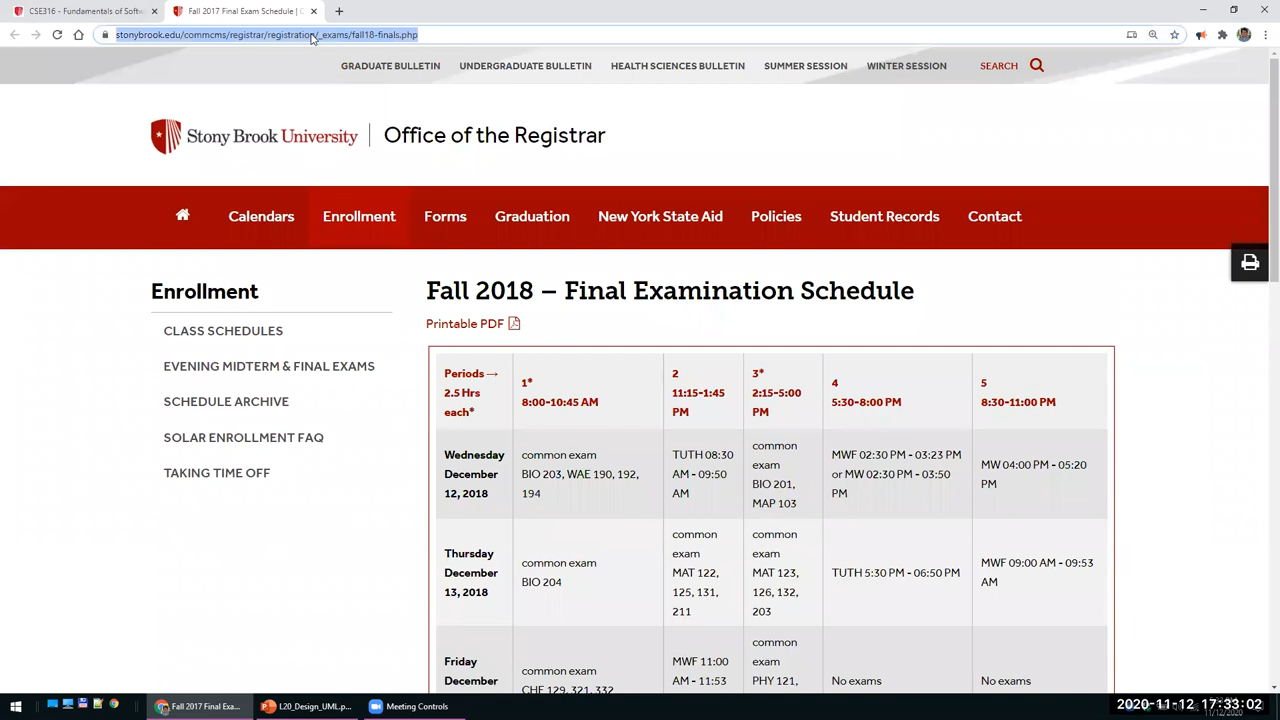 CSE316 - Fundamentals of Softw
Fall 2017 Final Exam Schedule | C
stonybrook.edu/commcms/registrar/registration/_exams/fall18-finals.php
GRADUATE BULLETIN UNDERGRADUATE BULLETIN HEALTH SCIENCES BULLETIN SUMMER SESSION WINTER SESSION SEARCH
Stony Brook University
Office of the Registrar
Calendars Enrollment Forms Graduation New York State Aid Policies Student Records Contact
Enrollment
CLASS SCHEDULES
EVENING MIDTERM & FINAL EXAMS
SCHEDULE ARCHIVE
SOLAR ENROLLMENT FAQ
TAKING TIME OFF
Fall 2018 – Final Examination Schedule
Printable PDF
Periods →
2.5 Hrs
each*
1*
8:00-10:45 AM
2
11:15-1:45
PM
3*
2:15-5:00
PM
4
5:30-8:00 PM
5
8:30-11:00 PM
Wednesday
December
12, 2018
common exam
BIO 203, WAE 190, 192,
194
TUTH 08:30
AM - 09:50
AM
common
exam
BIO 201,
MAP 103
MWF 02:30 PM - 03:23 PM
or MW 02:30 PM - 03:50
PM
MW 04:00 PM - 05:20
PM
Thursday
December
13, 2018
common exam
BIO 204
common
exam
MAT 122,
125, 131,
211
common
exam
MAT 123,
126, 132,
203
TUTH 5:30 PM - 06:50 PM
MWF 09:00 AM - 09:53
AM
Friday
December
common exam
CHE 129, 321, 332
MWF 11:00
AM - 11:53
common
exam
PHY 121,
No exams
No exams
Fall 2017 Final Exa...
L20_Design_UML.p...
Meeting Controls
2020-11-12 17:33:02
11/12/2020